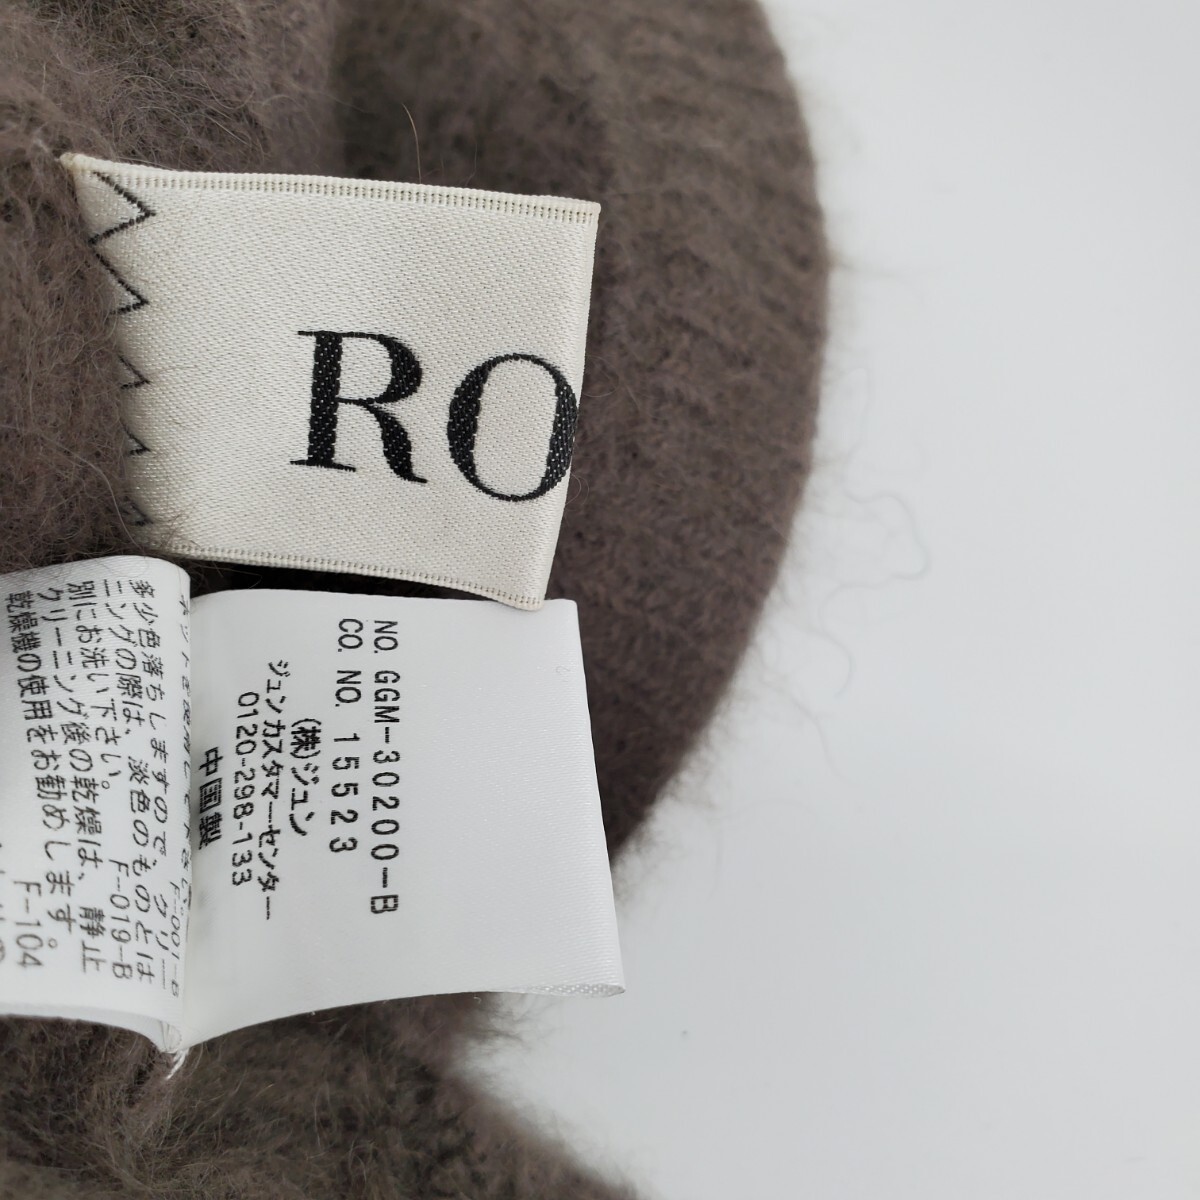 RO
NO. GGM-30200-B
CO. NO. 15523
(株)ジュン
ジュンカスタマーセンター
0120-298-133
中国製
F-001-B
多少色落ちしますので、クリー
ニングの際は、淡色のものとは
別にお洗い下さい。 F-019-B
クリーニング後の乾燥は、静止
乾燥機の使用をお勧めします。
F-104